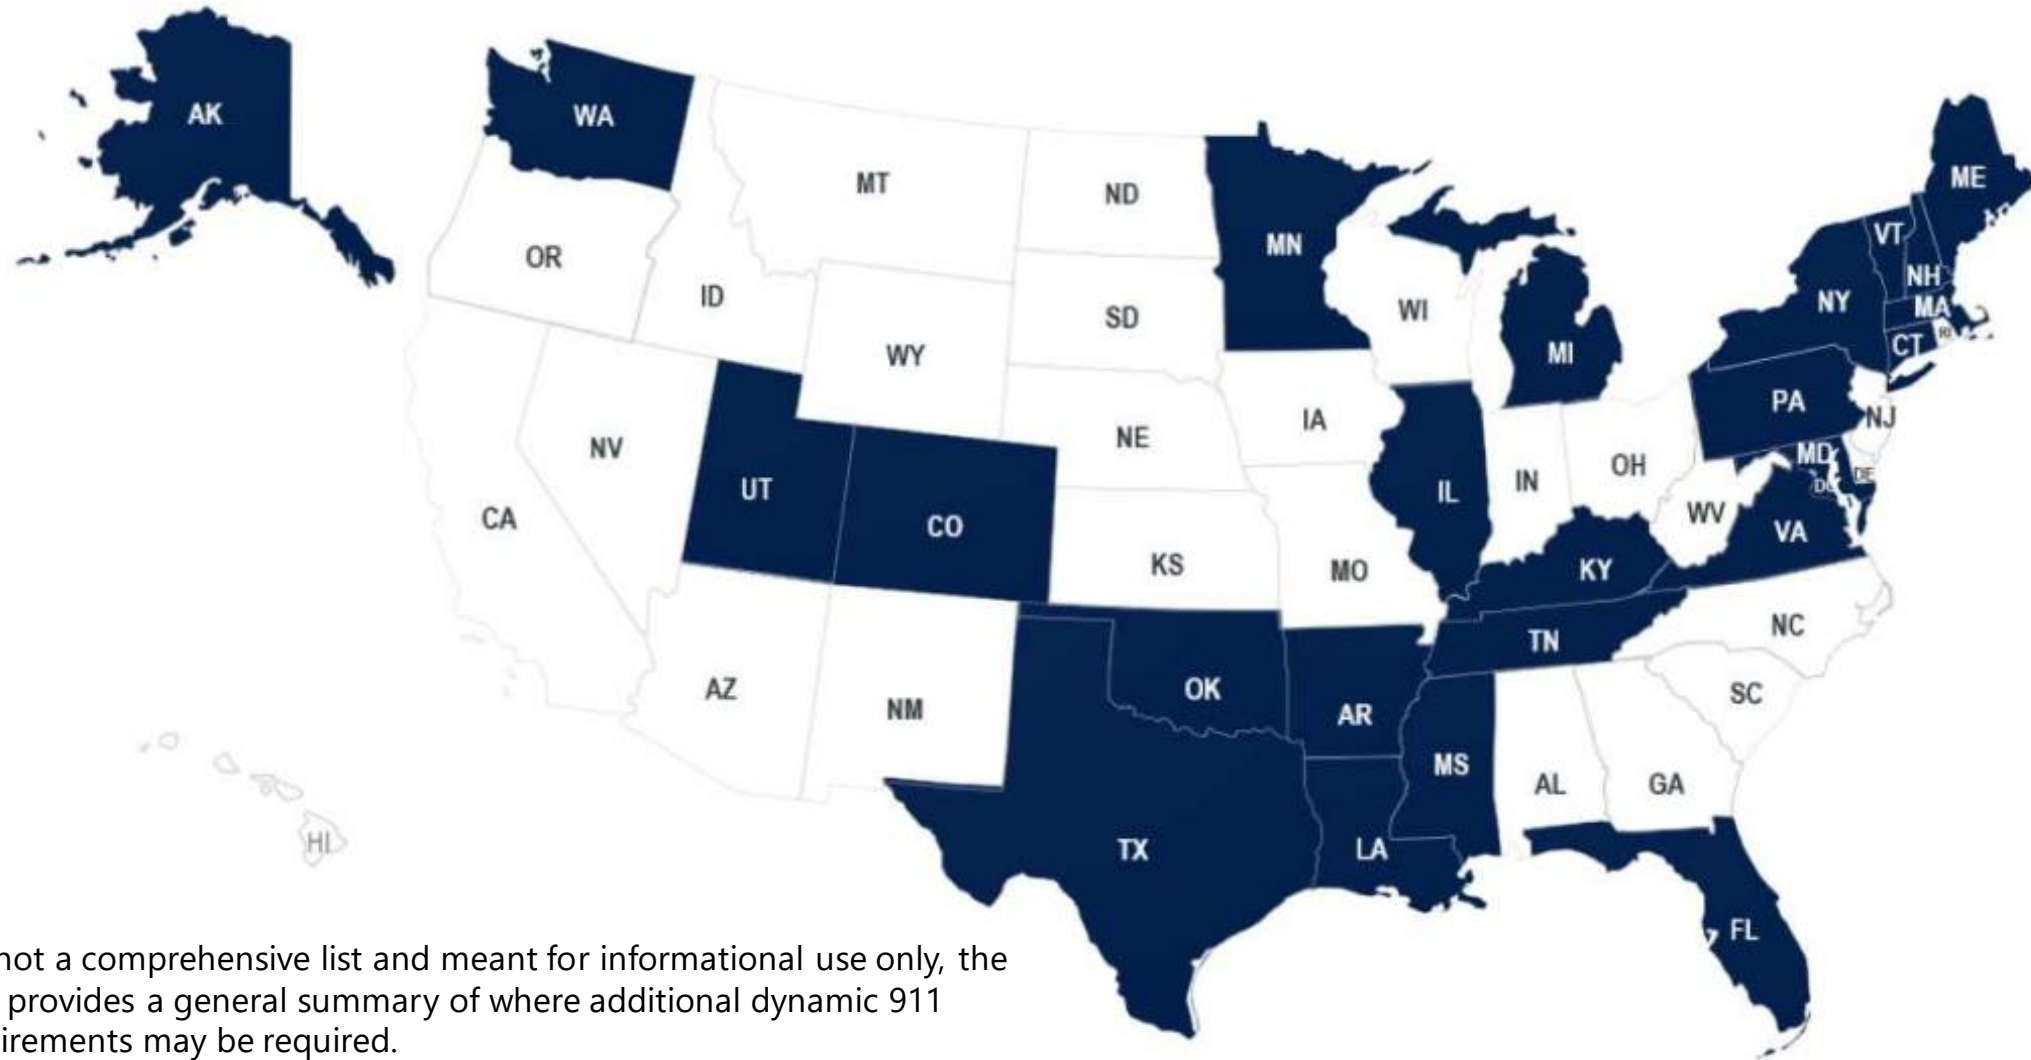 AK
WA
MT
ND
MN
ME
VT
OR
ID
SD
WI
NH
NY
MA
WY
MI
CT
RI
NV
NE
IA
PA
NJ
UT
CO
IL
IN
OH
MD
DE
DC
CA
KS
MO
WV
VA
KY
TN
NC
AZ
NM
OK
AR
SC
MS
AL
GA
HI
TX
LA
FL
not a comprehensive list and meant for informational use only, the
provides a general summary of where additional dynamic 911
irements may be required.